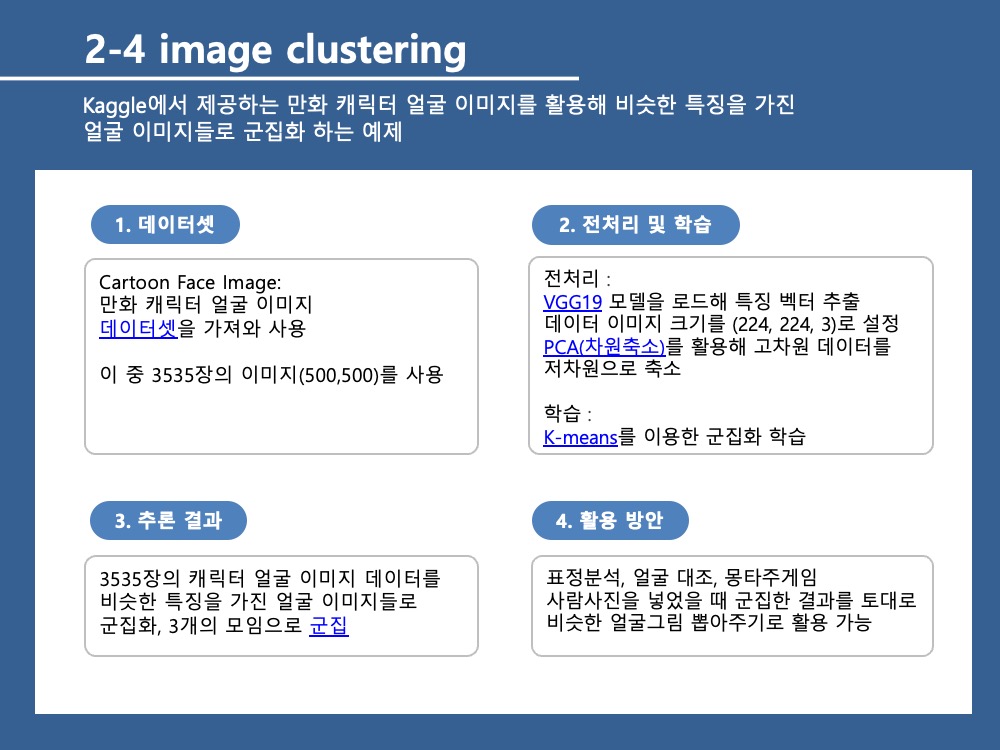 2-4 image clustering
Kaggle에서 제공하는 만화 캐릭터 얼굴 이미지를 활용해 비슷한 특징을 가진
얼굴 이미지들로 군집화 하는 예제
1. 데이터셋
Cartoon Face Image:
만화 캐릭터 얼굴 이미지
데이터셋을 가져와 사용
이 중 3535장의 이미지(500,500)를 사용
2. 전처리 및 학습
전처리 :
VGG19 모델을 로드해 특징 벡터 추출
데이터 이미지 크기를 (224, 224, 3)로 설정
PCA(차원축소)를 활용해 고차원 데이터를
저차원으로 축소
학습 :
K-means를 이용한 군집화 학습
3. 추론 결과
3535장의 캐릭터 얼굴 이미지 데이터를
비슷한 특징을 가진 얼굴 이미지들로
군집화, 3개의 모임으로 군집
4. 활용 방안
표정분석, 얼굴 대조, 몽타주게임
사람사진을 넣었을 때 군집한 결과를 토대로
비슷한 얼굴그림 뽑아주기로 활용 가능